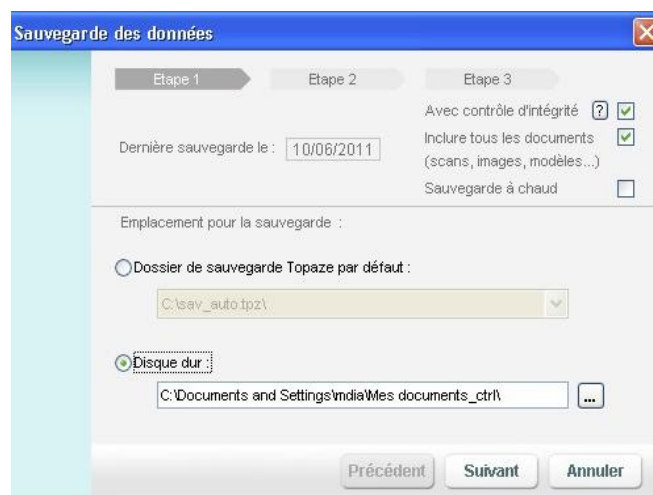 Sauvegarde des données
Etape 1 Etape 2 Etape 3
Avec contrôle d'intégrité ?
Dernière sauvegarde le : 10/06/2011
Inclure tous les documents
(scans, images, modèles...)
Sauvegarde à chaud
Emplacement pour la sauvegarde :
Dossier de sauvegarde Topaze par défaut :
C:\sav_auto.tpz\
Disque dur :
C:\Documents and Settings\mdia\Mes documents_ctrl\
...
Précédent Suivant Annuler